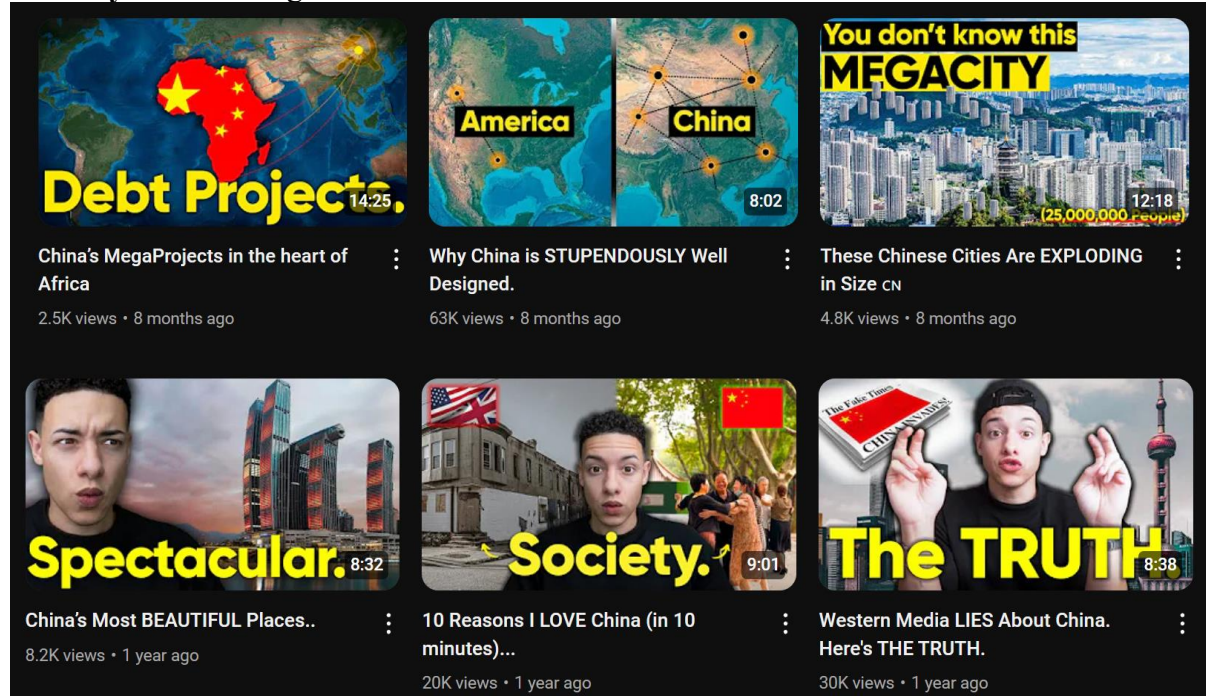 Debt Projects.
14:25
China's MegaProjects in the heart of
Africa
2.5K views • 8 months ago
America
China
8:02
Why China is STUPENDOUSLY Well
Designed.
63K views • 8 months ago
You don't know this
MEGACITY
12:18
(25,000,000 People)
These Chinese Cities Are EXPLODING
in Size CN
4.8K views • 8 months ago
Spectacular.
8:32
China's Most BEAUTIFUL Places..
8.2K views • 1 year ago
Society.
9:01
10 Reasons I LOVE China (in 10
minutes)...
20K views • 1 year ago
The Fake Times
CHINA INVADES!
The TRUTH.
8:38
Western Media LIES About China.
Here's THE TRUTH.
30K views • 1 year ago